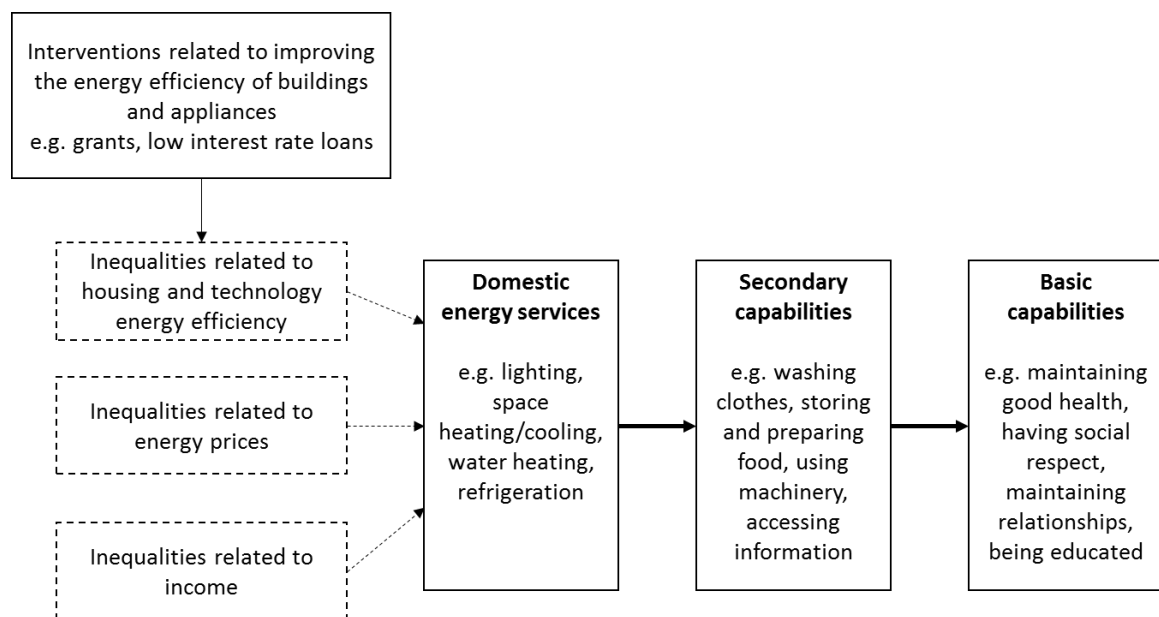 Interventions related to improving
the energy efficiency of buildings
and appliances
e.g. grants, low interest rate loans
Inequalities related to
housing and technology
energy efficiency
Inequalities related to
energy prices
Inequalities related to
income
Domestic
energy services
e.g. lighting,
space
heating/cooling,
water heating,
refrigeration
Secondary
capabilities
e.g. washing
clothes, storing
and preparing
food, using
machinery,
accessing
information
Basic
capabilities
e.g. maintaining
good health,
having social
respect,
maintaining
relationships,
being educated